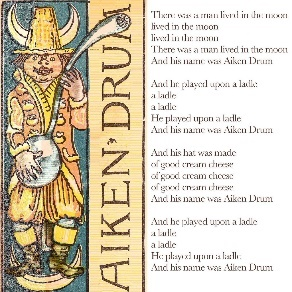 AIKEN·DRUM
There was a man lived in the moon
lived in the moon
lived in the moon
There was a man lived in the moon
And his name was Aiken Drum
And he played upon a ladle
a ladle
a ladle
He played upon a ladle
And his name was Aiken Drum
And his hat was made
of good cream cheese
of good cream cheese
of good cream cheese
And his name was Aiken Drum
And he played upon a ladle
a ladle
a ladle
He played upon a ladle
And his name was Aiken Drum